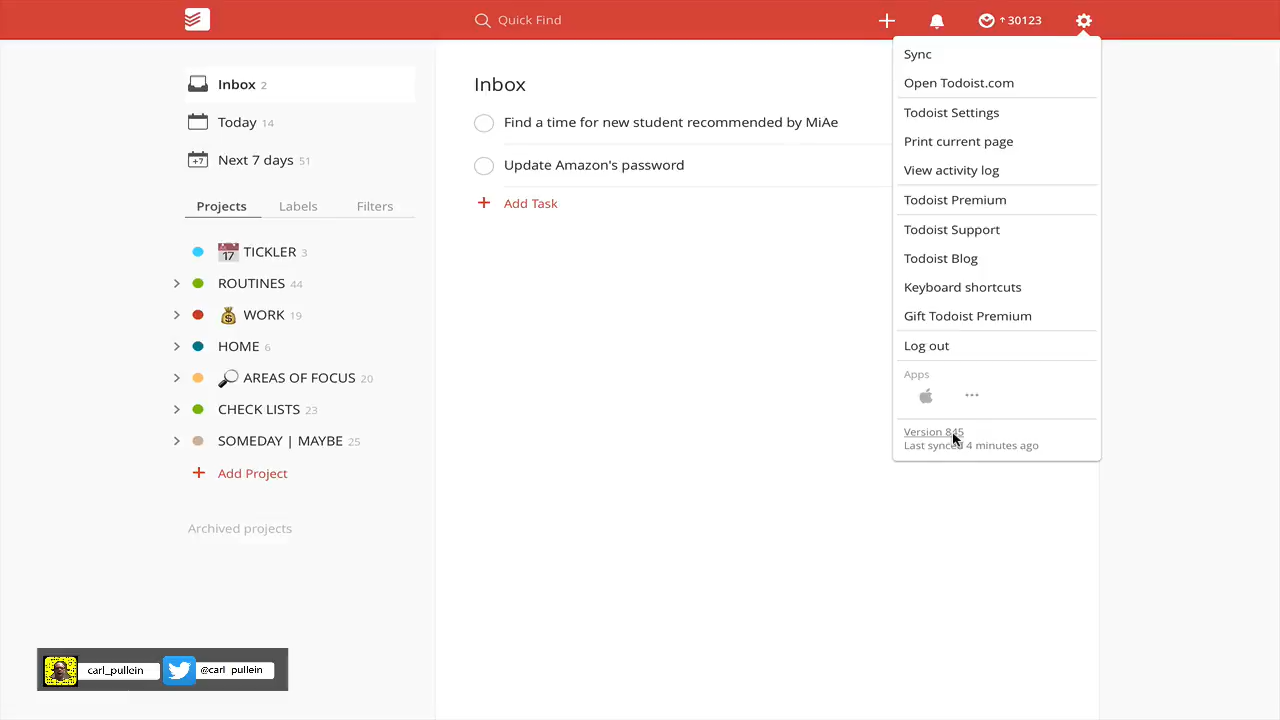 Quick Find
↑ 30123
Inbox 2
Today 14
+7 Next 7 days 51
Projects Labels Filters
17 TICKLER 3
ROUTINES 44
WORK 19
HOME 6
AREAS OF FOCUS 20
CHECK LISTS 23
SOMEDAY | MAYBE 25
+ Add Project
Archived projects
Inbox
Find a time for new student recommended by MiAe
Update Amazon's password
+ Add Task
Sync
Open Todoist.com
Todoist Settings
Print current page
View activity log
Todoist Premium
Todoist Support
Todoist Blog
Keyboard shortcuts
Gift Todoist Premium
Log out
Apps
Version 845
Last synced 4 minutes ago
carl_pullein @carl_pullein